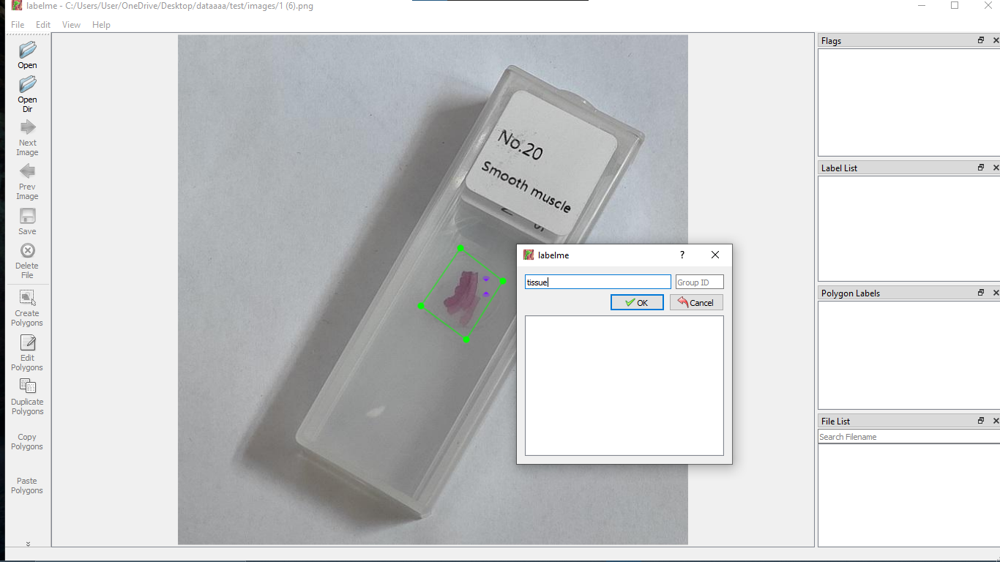 labelme - C:/Users/User/OneDrive/Desktop/dataaaa/test/images/1 (6).png
File Edit View Help
Open
Open
Dir
Next
Image
Prev
Image
Save
Delete
File
Create
Polygons
Edit
Polygons
Duplicate
Polygons
Copy
Polygons
Paste
Polygons
No.20
Smooth muscle
labelme
?
tissue
Group ID
OK
Cancel
Flags
Label List
Polygon Labels
File List
Search Filename